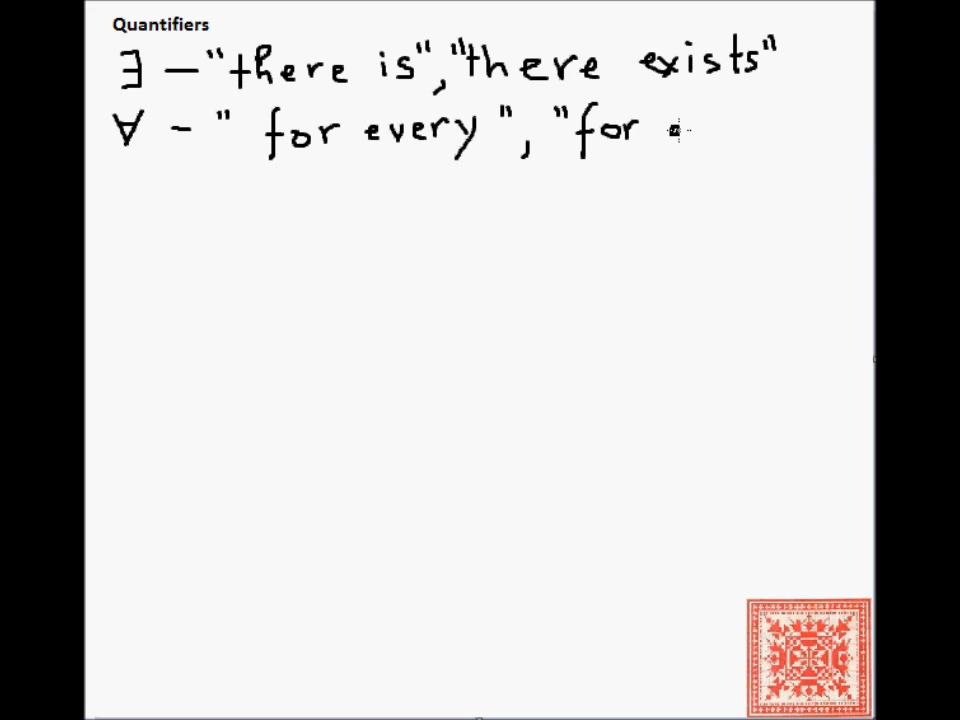 Quantifiers
∃ — "there is", "there exists"
∀ - "for every", "for